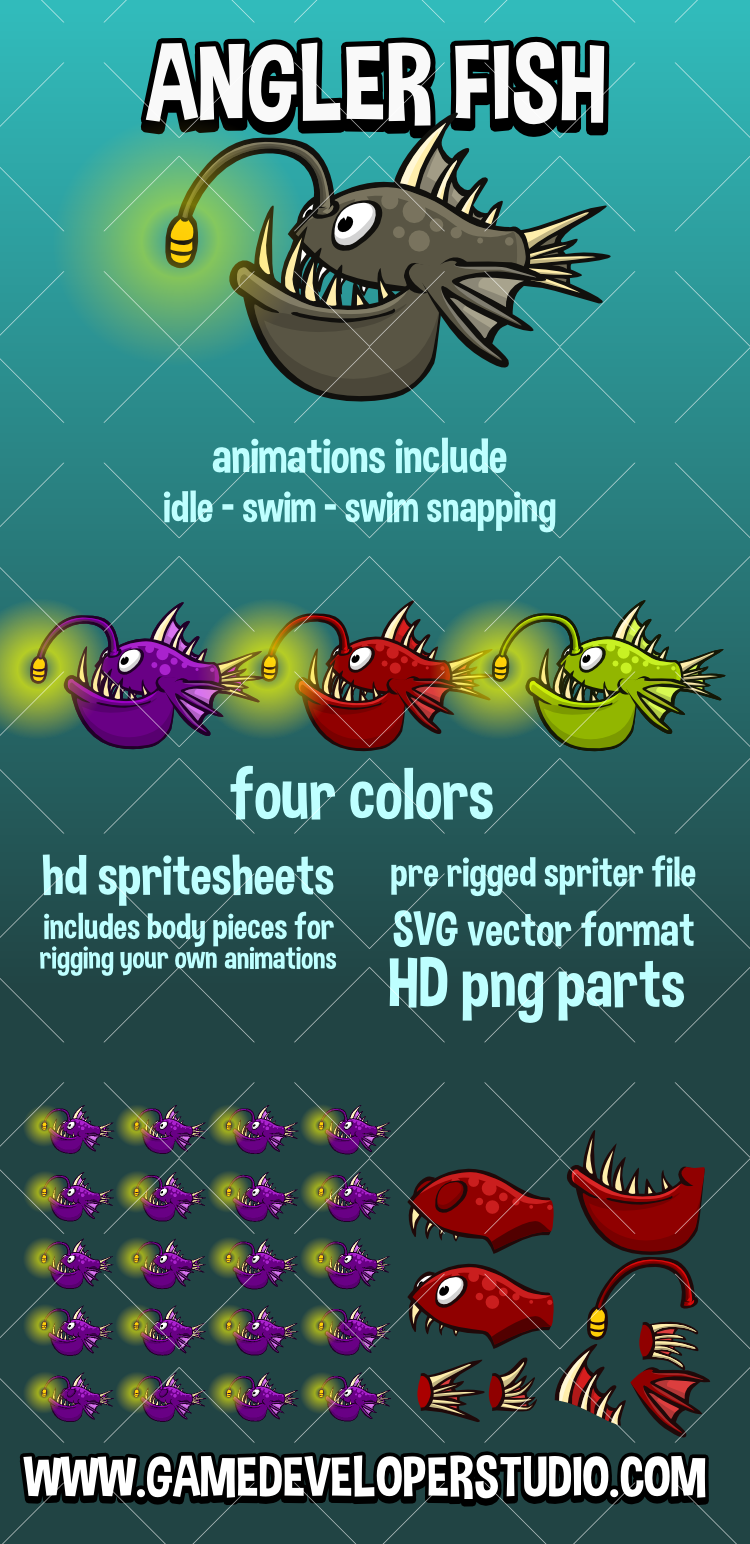 ANGLER FISH
animations include
idle - swim - swim snapping
four colors
hd spritesheets
includes body pieces for
rigging your own animations
pre rigged spriter file
SVG vector format
HD png parts
WWW.GAMEDEVELOPERSTUDIO.COM